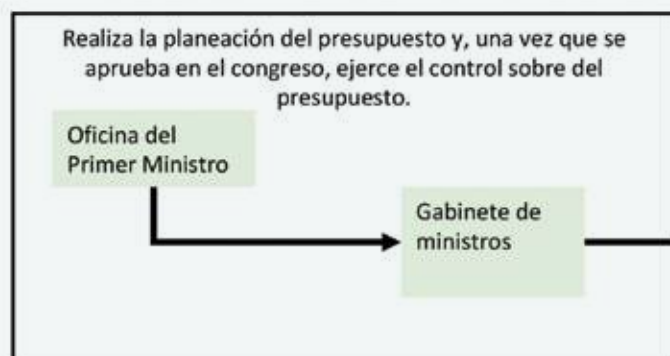 Realiza la planeación del presupuesto y, una vez que se
aprueba en el congreso, ejerce el control sobre del
presupuesto.
Oficina del
Primer Ministro
Gabinete de
ministros